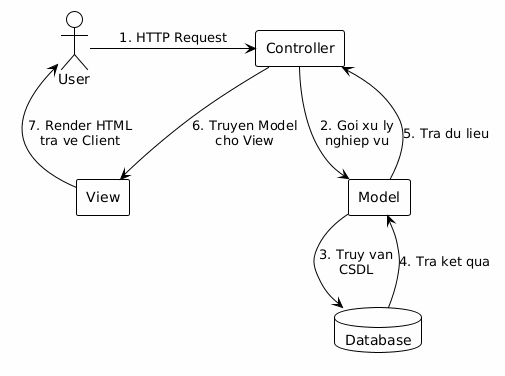 1. HTTP Request
Controller
User
7. Render HTML
tra ve Client
6. Truyen Model
cho View
2. Goi xu ly
nghiep vu
5. Tra du lieu
View
Model
3. Truy van
CSDL
4. Tra ket qua
Database